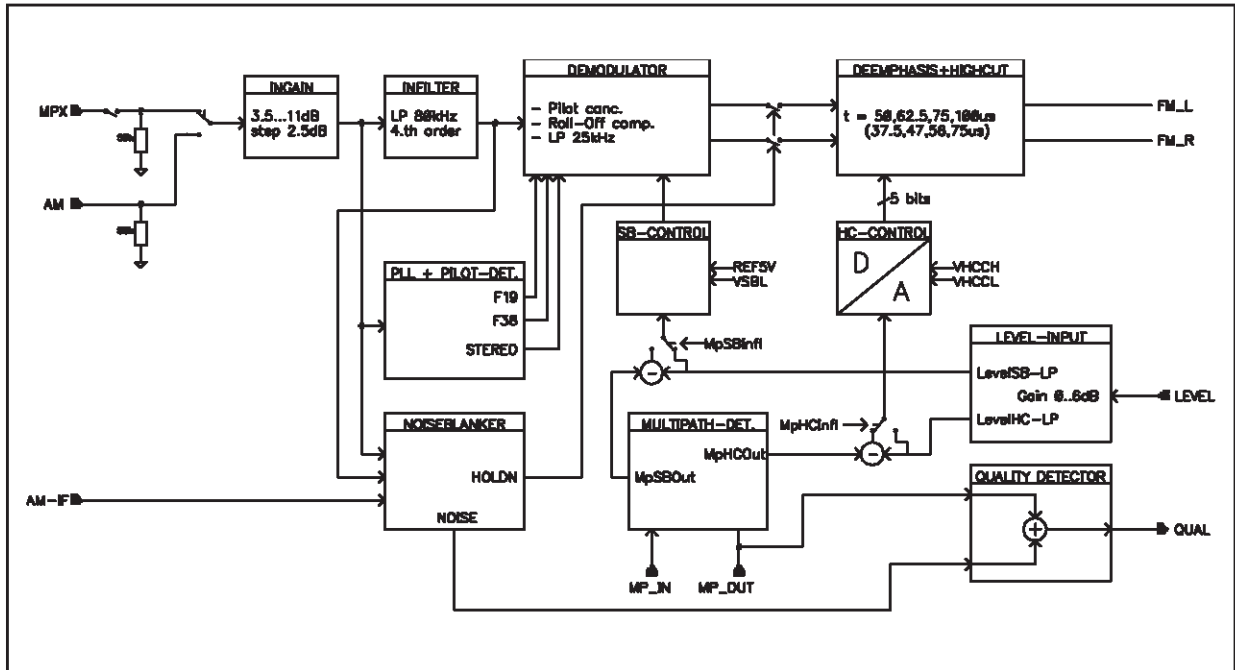 INGAIN
3.5...11dB
step 2.5dB
INFILTER
LP 80kHz
4.th order
DEMODULATOR
- Pilot canc.
- Roll-Off comp.
- LP 25kHz
DEEMPHASIS+HIGHCUT
t = 50,62.5,75,100us
(37.5,47,56,75us)
MPX
AM
FM_L
FM_R
5 bits
SB-CONTROL
REF5V
VSBL
HC-CONTROL
D
A
VHCCH
VHCCL
PLL + PILOT-DET.
F19
F38
STEREO
MpSBinfl
LEVEL-INPUT
LevelSB-LP
Gain 0..6dB
LevelHC-LP
LEVEL
NOISEBLANKER
HOLDN
NOISE
AM-IF
MULTIPATH-DET.
MpHCOut
MpSBOut
MpHCinfl
-
-
QUALITY DETECTOR
+
QUAL
MP_IN
MP_OUT